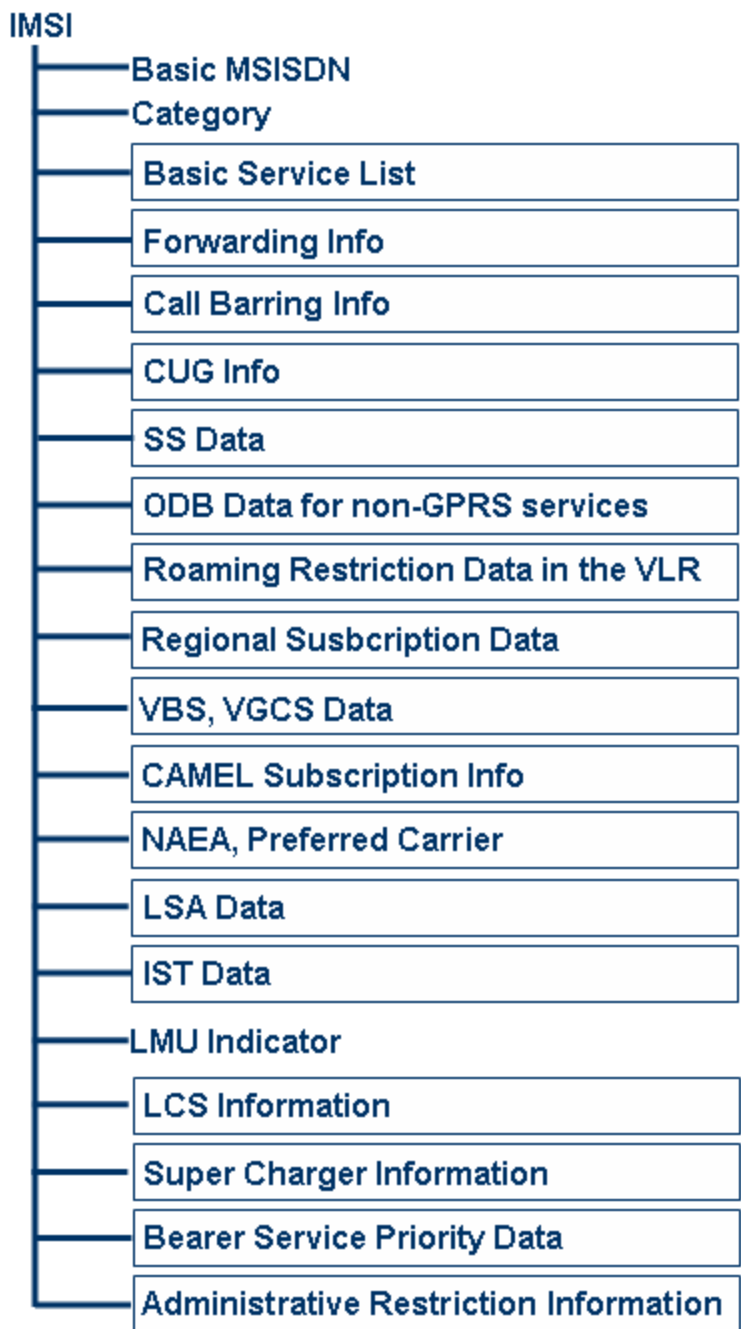 IMSI
Basic MSISDN
Category
Basic Service List
Forwarding Info
Call Barring Info
CUG Info
SS Data
ODB Data for non-GPRS services
Roaming Restriction Data in the VLR
Regional Susbcription Data
VBS, VGCS Data
CAMEL Subscription Info
NAEA, Preferred Carrier
LSA Data
IST Data
LMU Indicator
LCS Information
Super Charger Information
Bearer Service Priority Data
Administrative Restriction Information